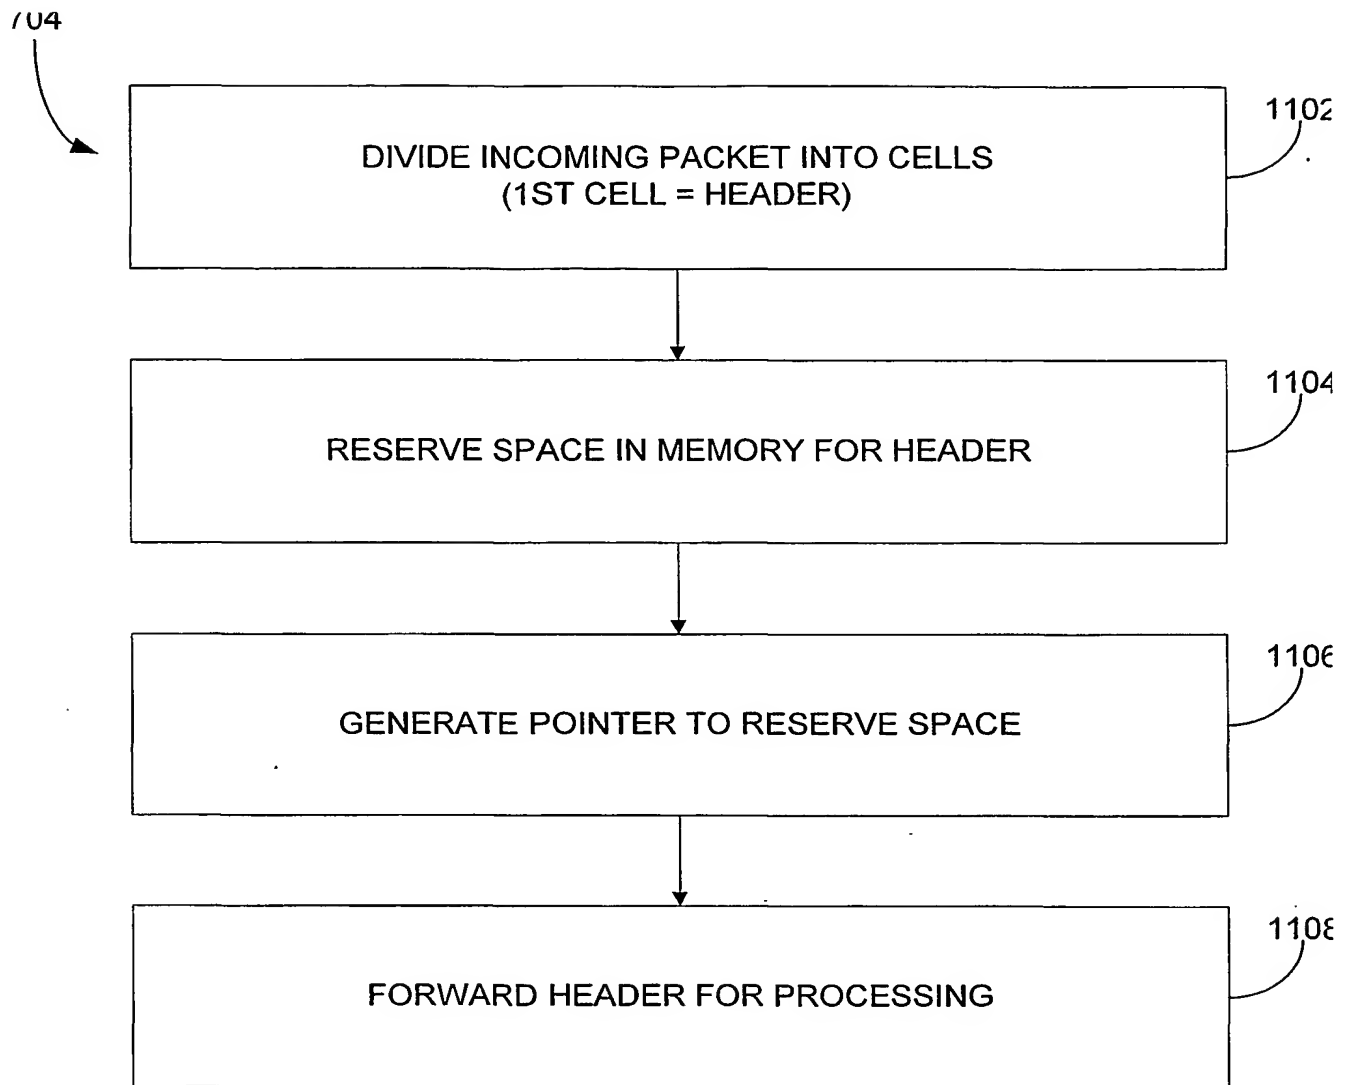 704
1102
DIVIDE INCOMING PACKET INTO CELLS
(1ST CELL = HEADER)
1104
RESERVE SPACE IN MEMORY FOR HEADER
1106
GENERATE POINTER TO RESERVE SPACE
1108
FORWARD HEADER FOR PROCESSING